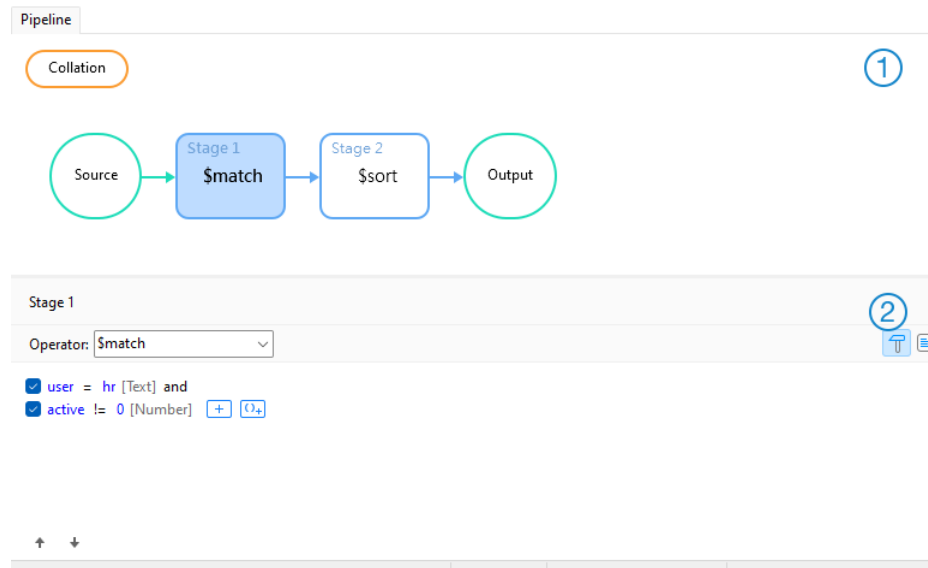 Pipeline
Collation
1
Source
Stage 1
$match
Stage 2
$sort
Output
Stage 1
2
Operator: $match
user = hr [Text] and
active != 0 [Number] + ()+